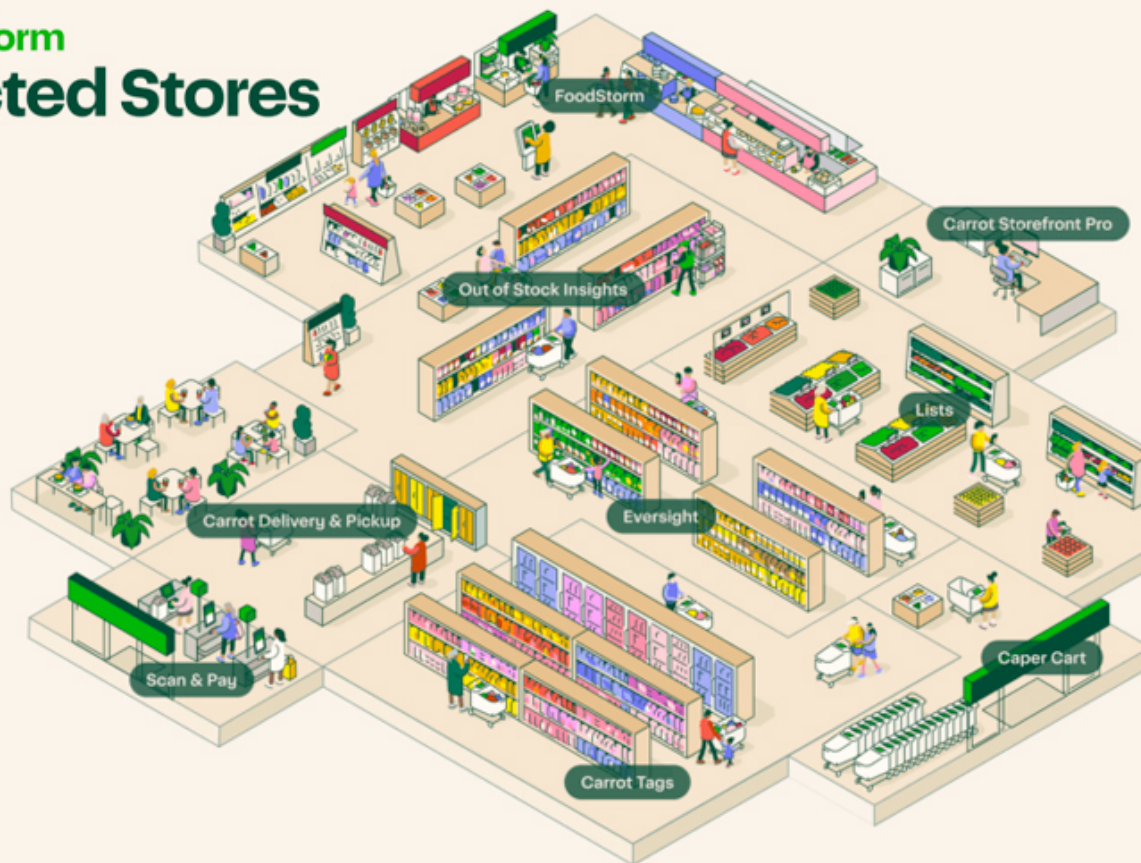 orm
cted Stores
FoodStorm
Carrot Storefront Pro
Out of Stock Insights
Lists
Carrot Delivery & Pickup
Eversight
Scan & Pay
Caper Cart
Carrot Tags